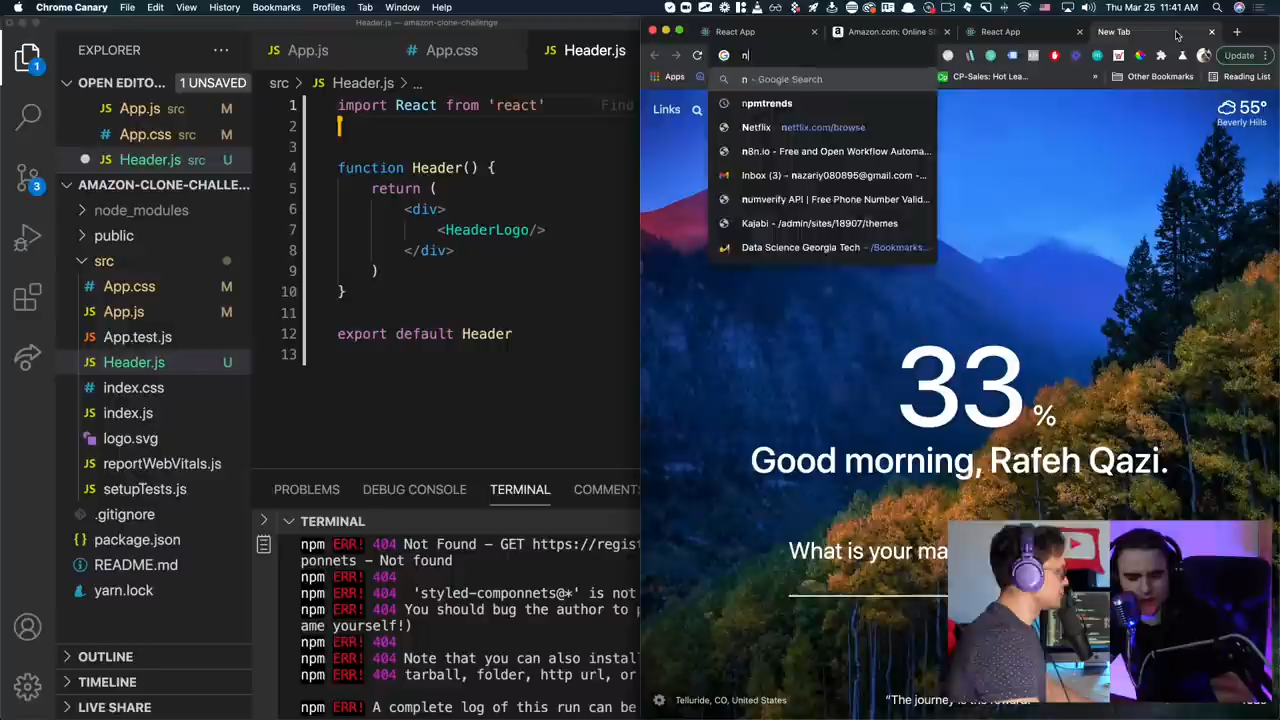 Chrome Canary File Edit View History Bookmarks Profiles Tab Window Help
Thu Mar 25 11:41 AM
Header.js — amazon-clone-challenge
EXPLORER
OPEN EDITO... 1 UNSAVED
App.js src M
App.css src M
Header.js src U
AMAZON-CLONE-CHALLE...
node_modules
public
src
App.css M
App.js M
App.test.js
Header.js U
index.css
index.js
logo.svg
reportWebVitals.js
setupTests.js
.gitignore
package.json
README.md
yarn.lock
OUTLINE
TIMELINE
LIVE SHARE
1
3
JS App.js # App.css JS Header.js
src > JS Header.js > ...
1 import React from 'react' Find
2
3
4 function Header() {
5 return (
6 <div>
7 <HeaderLogo/>
8 </div>
9 )
10 }
11
12 export default Header
13
PROBLEMS DEBUG CONSOLE TERMINAL COMMENTS
TERMINAL
npm ERR! 404 Not Found - GET https://regis
ponnets - Not found
npm ERR! 404
npm ERR! 404 'styled-componnets@*' is not
npm ERR! 404 You should bug the author to p
ame yourself!)
npm ERR! 404
npm ERR! 404 Note that you can also instal
npm ERR! 404 tarball, folder, http url, or
npm ERR! A complete log of this run can be
React App
Amazon.com: Online Sh
React App
New Tab
n
Update
Apps
CP-Sales: Hot Lea...
»
Other Bookmarks
Reading List
n - Google Search
npmtrends
Netflix netflix.com/browse
n8n.io - Free and Open Workflow Automa...
Inbox (3) - nazariy080895@gmail.com -...
numverify API | Free Phone Number Valid...
Kajabi - /admin/sites/18907/themes
Data Science Georgia Tech - /Bookmarks...
Links
55°
Beverly Hills
33%
Good morning, Rafeh Qazi.
What is your ma
Telluride, CO, United States
"The journey is the reward."